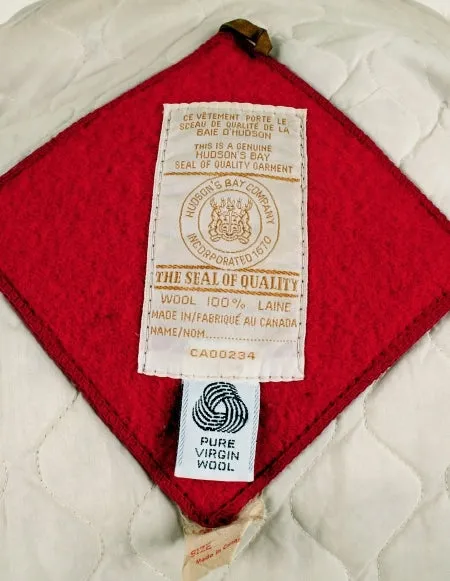 CE VÊTEMENT PORTE LE
SCEAU DE QUALITÉ DE LA
BAIE D'HUDSON
THIS IS A GENUINE
HUDSON'S BAY
SEAL OF QUALITY GARMENT
HUDSON'S BAY COMPANY
INCORPORATED 1670
THE SEAL OF QUALITY
WOOL 100% LAINE
MADE IN/FABRIQUÉ AU CANADA
NAME/NOM
CA00234
PURE
VIRGIN
WOOL
SIZE
Made in